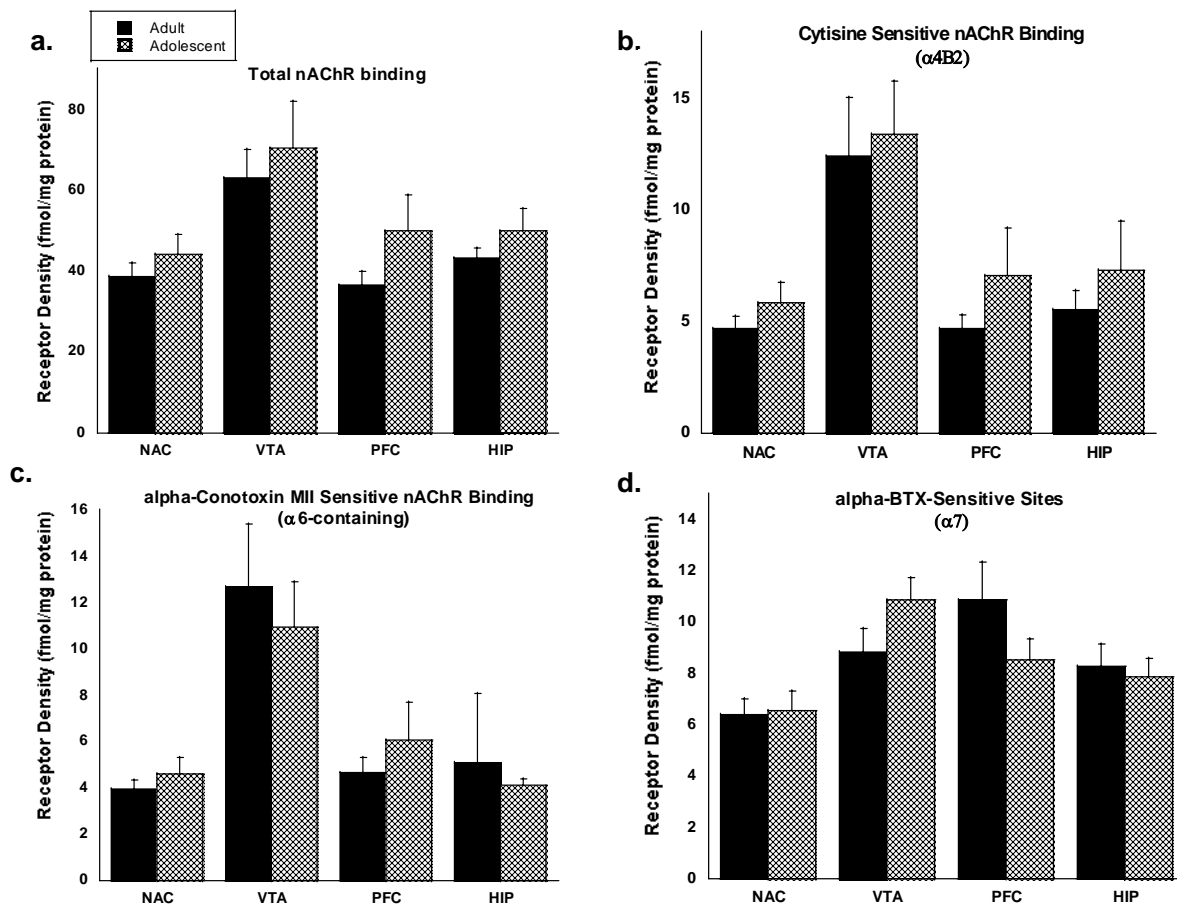 a.
Adult
Adolescent
Total nAChR binding
Receptor Density (fmol/mg protein)
80
60
40
20
0
NAC VTA PFC HIP
b.
Cytisine Sensitive nAChR Binding
(α4B2)
Receptor Density (fmol/mg protein)
15
10
5
0
NAC VTA PFC HIP
c.
alpha-Conotoxin MII Sensitive nAChR Binding
(α6-containing)
Receptor Density (fmol/mg protein)
16
14
12
10
8
6
4
2
0
NAC VTA PFC HIP
d.
alpha-BTX-Sensitive Sites
(α7)
Receptor Density (fmol/mg protein)
14
12
10
8
6
4
2
0
NAC VTA PFC HIP